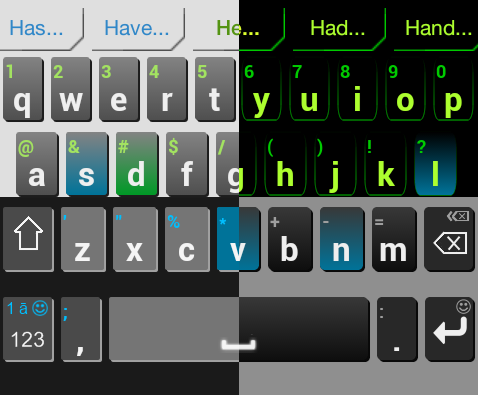 Has... Have... He... Had... Hand...
1 2 3 4 5 6 7 8 9 0
q w e r t y u i o p
@ & # $ / ( ) ! ?
a s d f g h j k l
' " % * + - =
z x c v b n m
1 ā ; :
123 , .